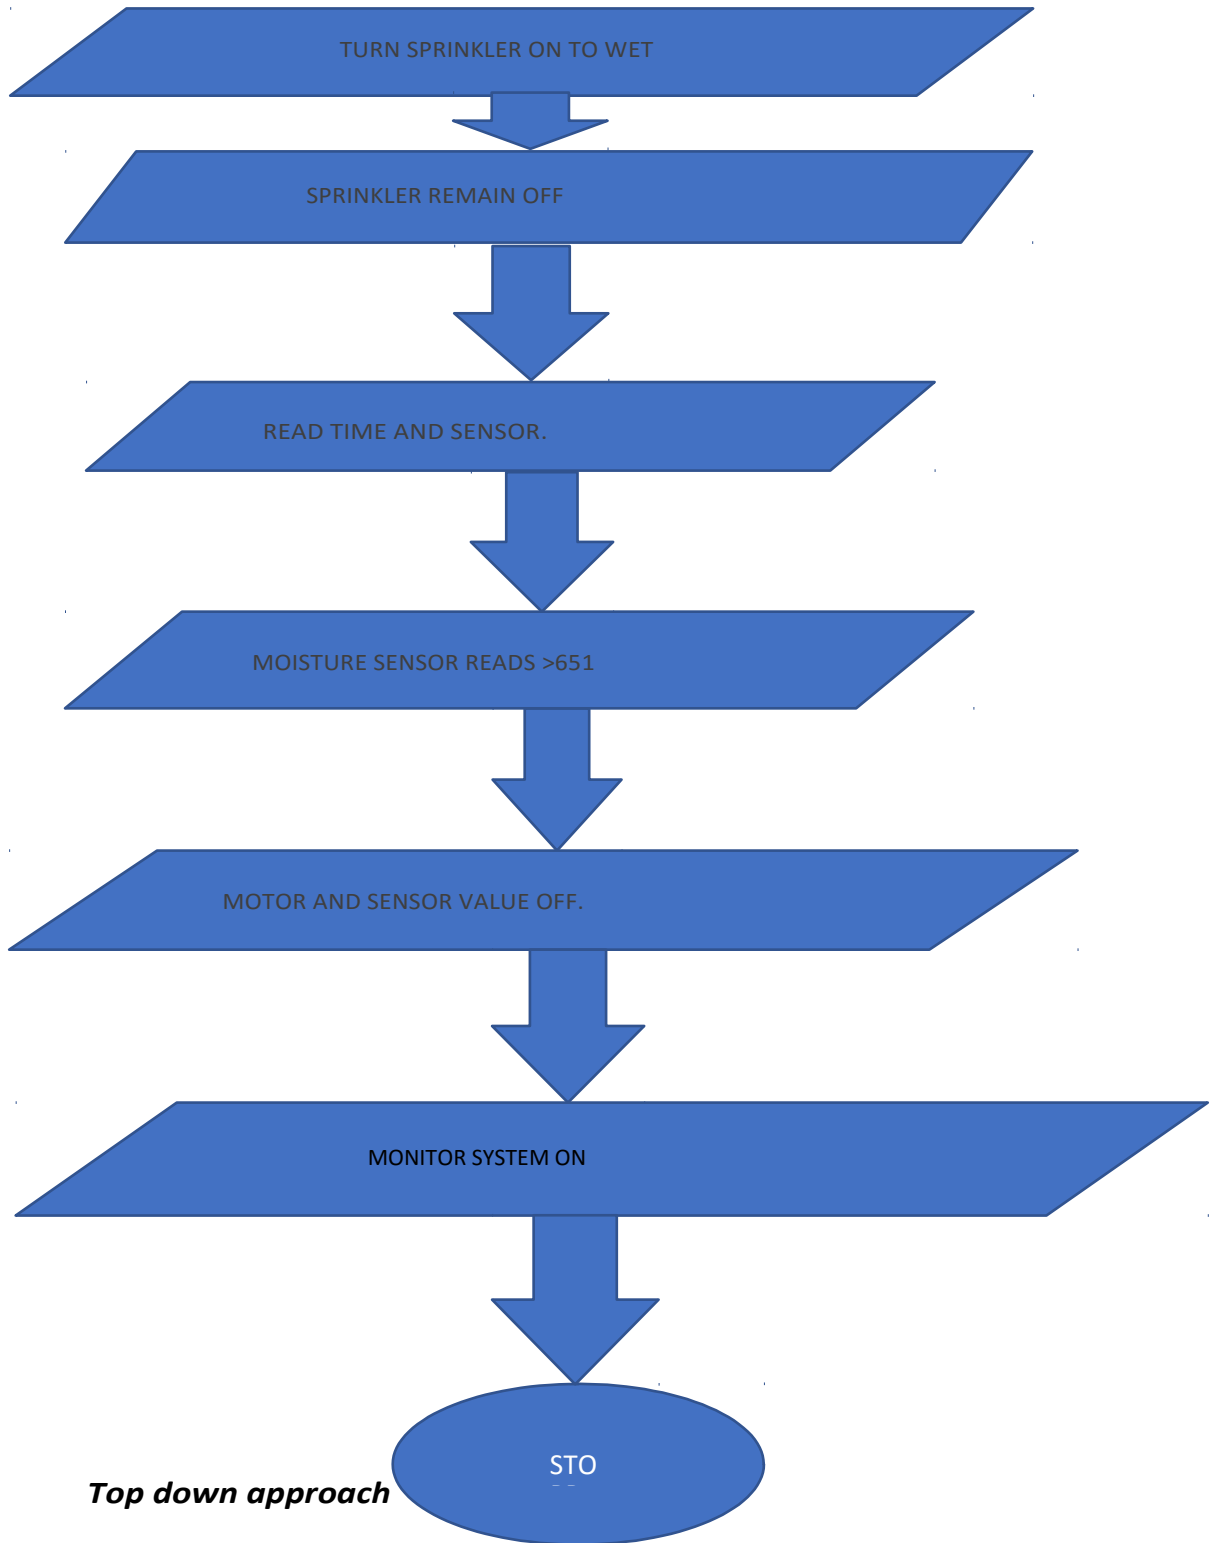 TURN SPRINKLER ON TO WET
SPRINKLER REMAIN OFF
READ TIME AND SENSOR.
MOISTURE SENSOR READS >651
MOTOR AND SENSOR VALUE OFF.
MONITOR SYSTEM ON
STO
Top down approach